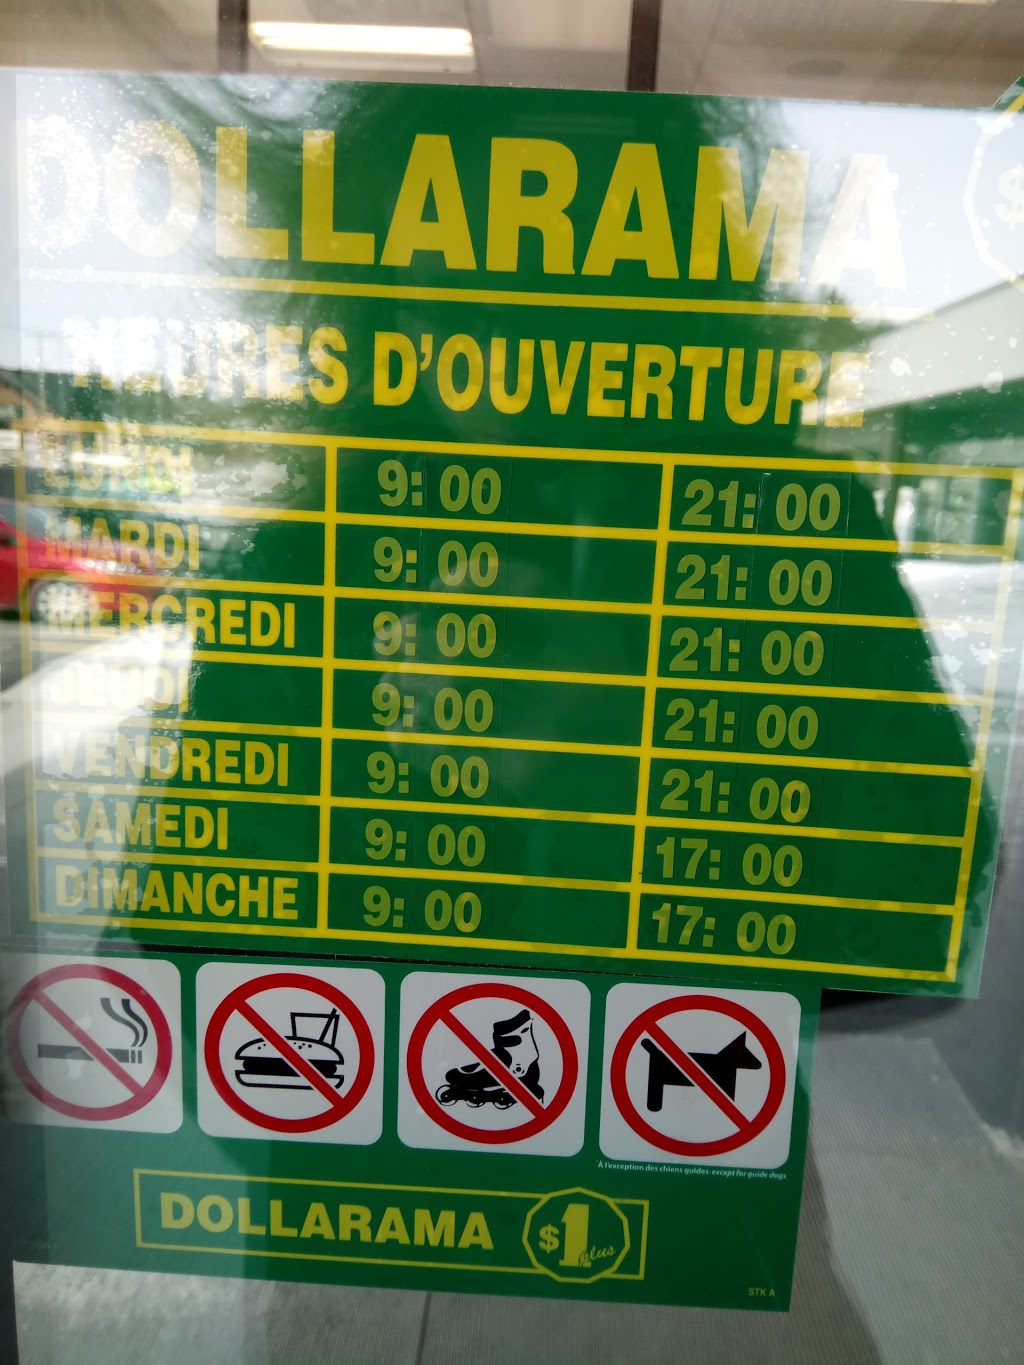 DOLLARAMA
HEURES D'OUVERTURE
LUNDI 9: 00 21: 00
MARDI 9: 00 21: 00
MERCREDI 9: 00 21: 00
JEUDI 9: 00 21: 00
VENDREDI 9: 00 21: 00
SAMEDI 9: 00 17: 00
DIMANCHE 9: 00 17: 00
*À l'exception des chiens guides-except for guide dogs
DOLLARAMA $1 plus
STK A